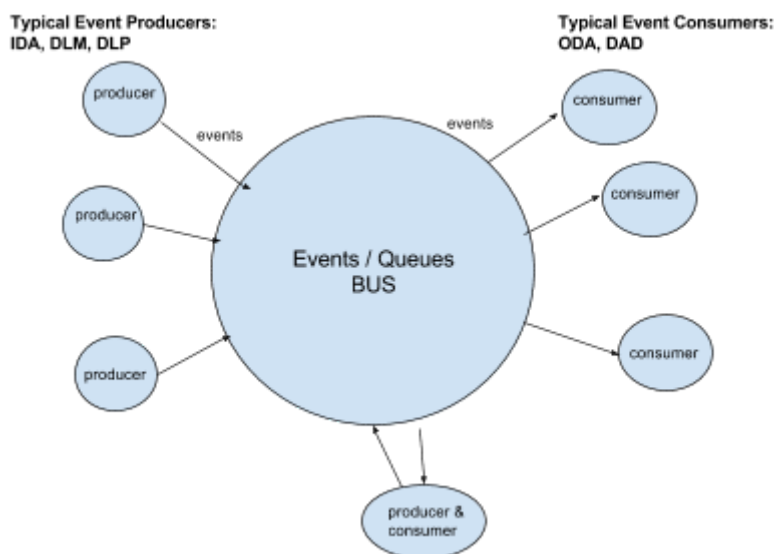 Typical Event Producers:
IDA, DLM, DLP
Typical Event Consumers:
ODA, DAD
producer
events
events
consumer
producer
consumer
Events / Queues
BUS
producer
consumer
producer &
consumer